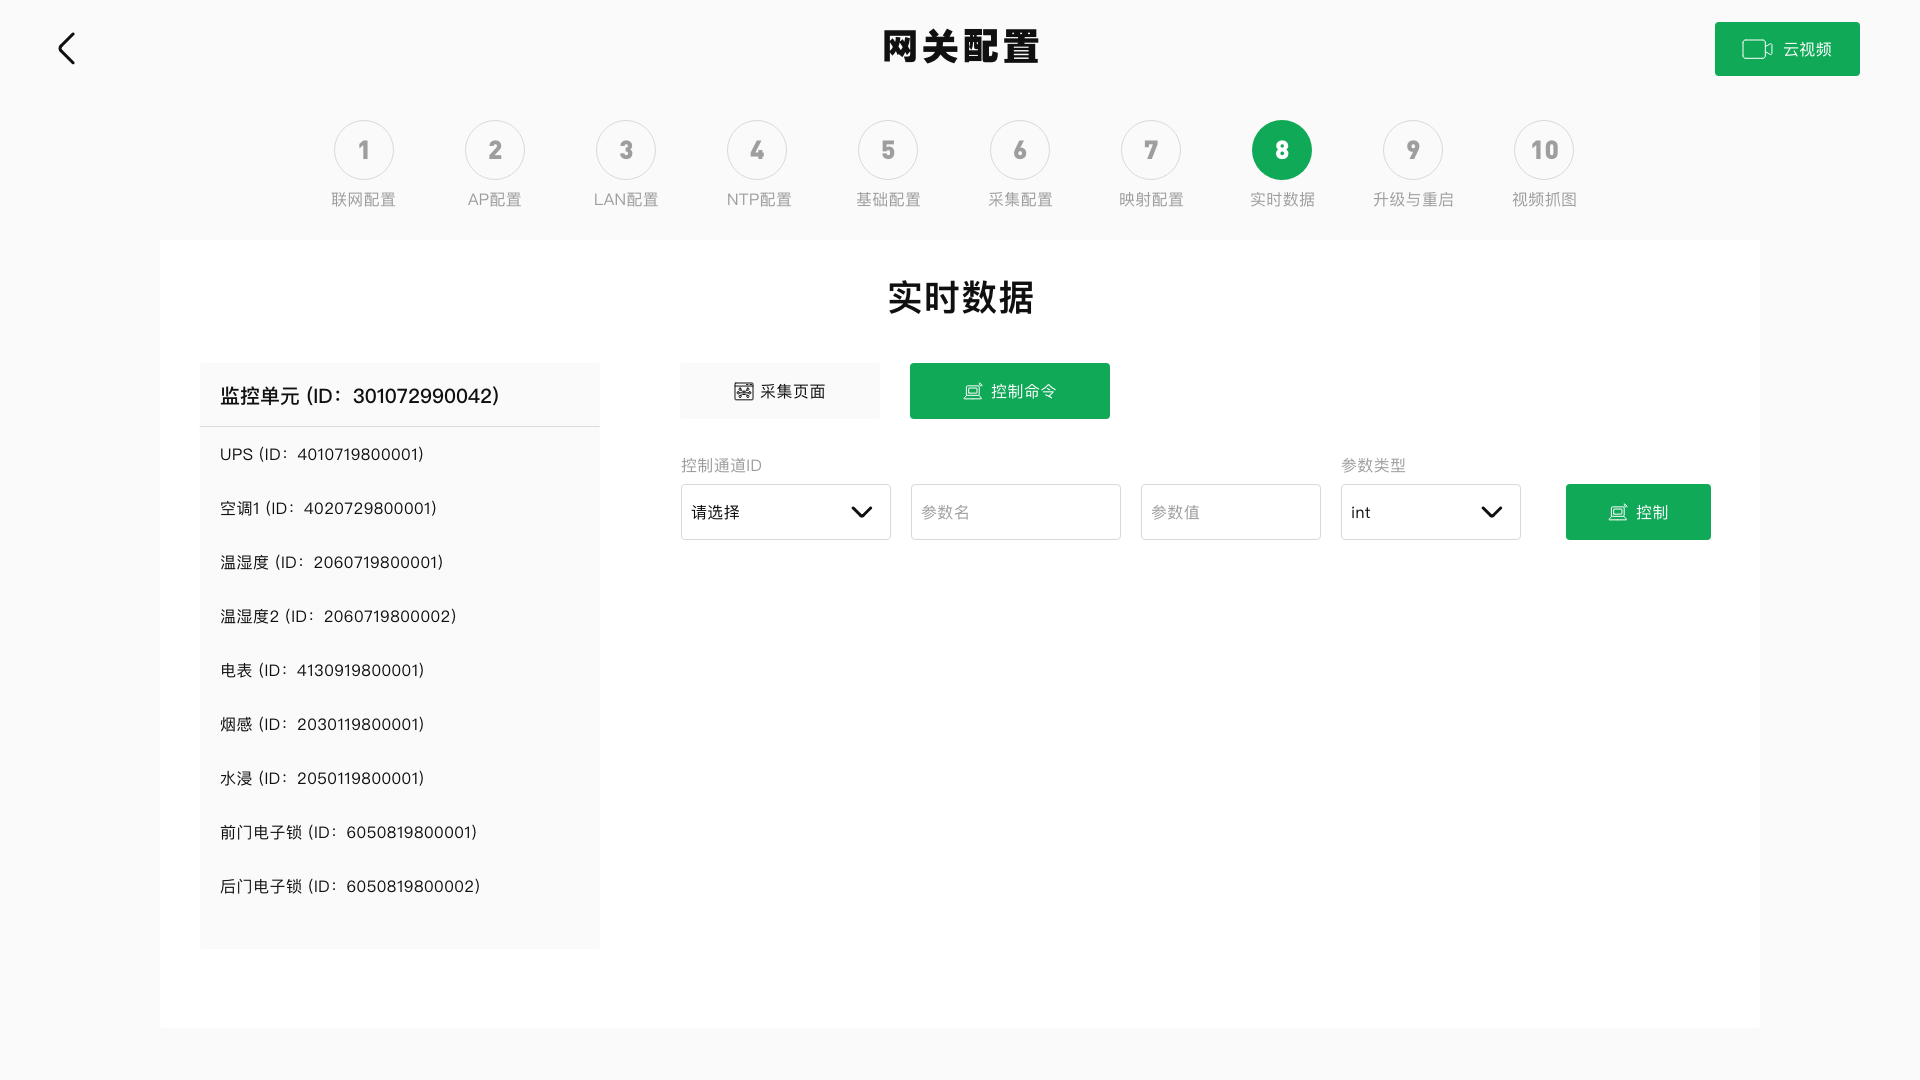 网关配置
云视频
1
2
3
4
5
6
7
8
9
10
联网配置
AP配置
LAN配置
NTP配置
基础配置
采集配置
映射配置
实时数据
升级与重启
视频抓图
实时数据
监控单元 (ID：301072990042)
UPS (ID：4010719800001)
空调1 (ID：4020729800001)
温湿度 (ID：2060719800001)
温湿度2 (ID：2060719800002)
电表 (ID：4130919800001)
烟感 (ID：2030119800001)
水浸 (ID：2050119800001)
前门电子锁 (ID：6050819800001)
后门电子锁 (ID：6050819800002)
采集页面
控制命令
控制通道ID
参数类型
请选择
参数名
参数值
int
控制